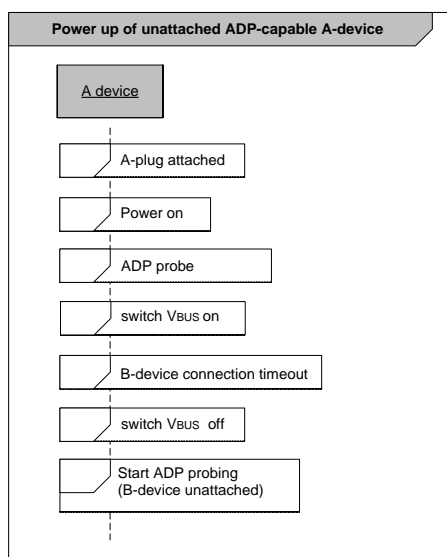 Power up of unattached ADP-capable A-device
A device
A-plug attached
Power on
ADP probe
switch VBUS on
B-device connection timeout
switch VBUS off
Start ADP probing
(B-device unattached)